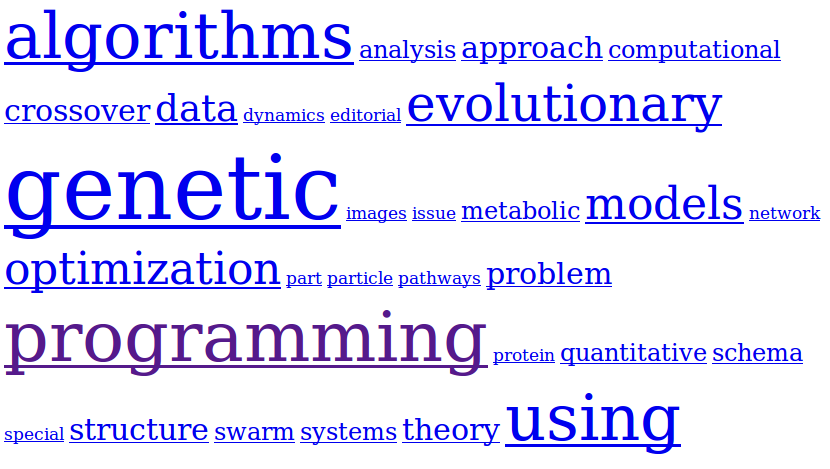 algorithms analysis approach computational
crossover data dynamics editorial evolutionary
genetic images issue metabolic models network
optimization part particle pathways problem
programming protein quantitative schema
special structure swarm systems theory using